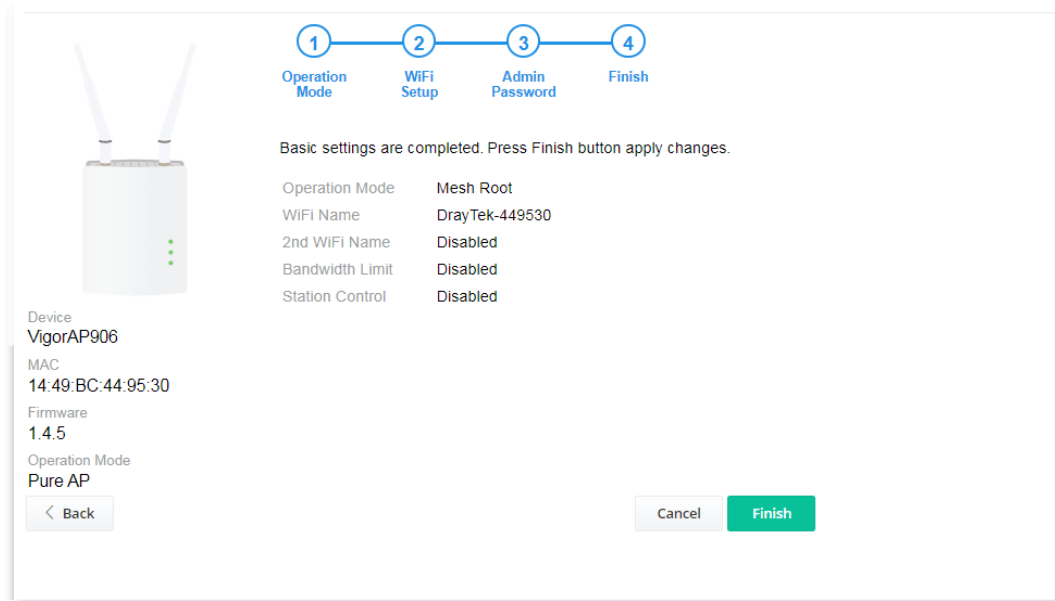 1 2 3 4
Operation Mode
WiFi Setup
Admin Password
Finish
Basic settings are completed. Press Finish button apply changes.
Operation Mode Mesh Root
WiFi Name DrayTek-449530
2nd WiFi Name Disabled
Bandwidth Limit Disabled
Station Control Disabled
Device
VigorAP906
MAC
14:49:BC:44:95:30
Firmware
1.4.5
Operation Mode
Pure AP
Back Cancel Finish